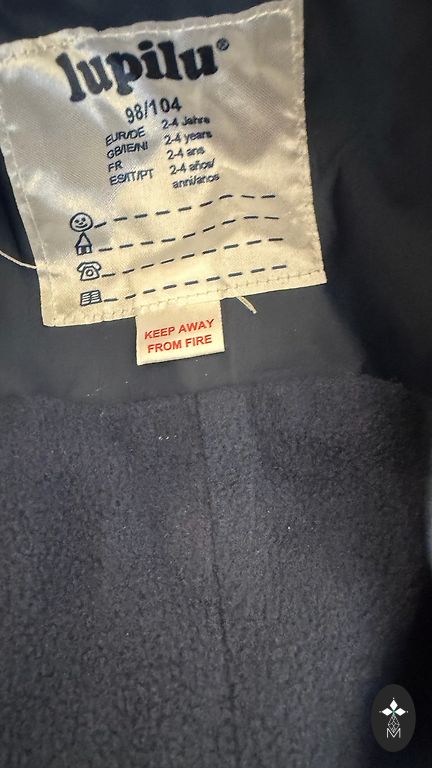 lupilu®
98/104
EUR/DE 2-4 Jahre
GB/IE/NI 2-4 years
FR 2-4 ans
ES/IT/PT 2-4 años/
anni/anos
KEEP AWAY
FROM FIRE
M